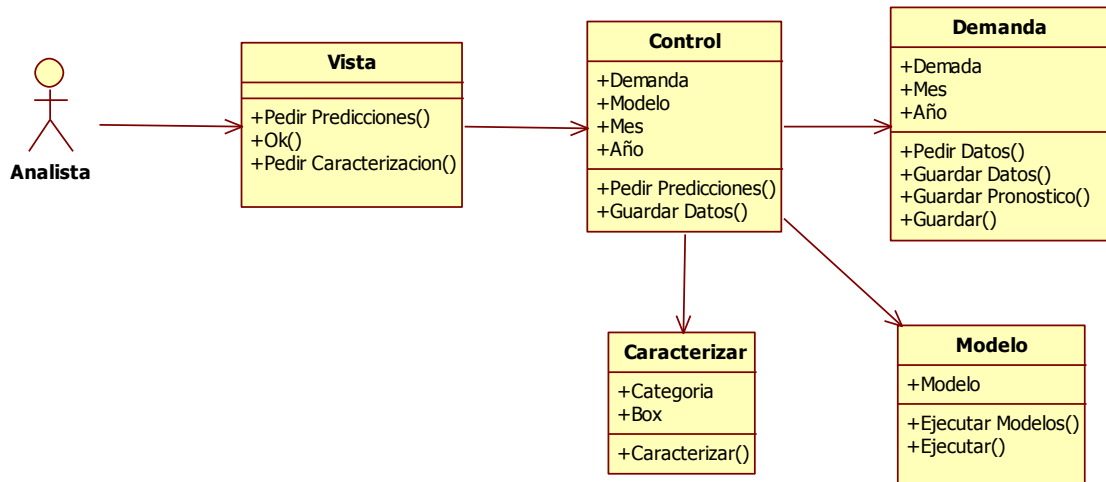 Analista
Vista
+Pedir Predicciones()
+Ok()
+Pedir Caracterizacion()
Control
+Demanda
+Modelo
+Mes
+Año
+Pedir Predicciones()
+Guardar Datos()
Demanda
+Demada
+Mes
+Año
+Pedir Datos()
+Guardar Datos()
+Guardar Pronostico()
+Guardar()
Caracterizar
+Categoria
+Box
+Caracterizar()
Modelo
+Modelo
+Ejecutar Modelos()
+Ejecutar()